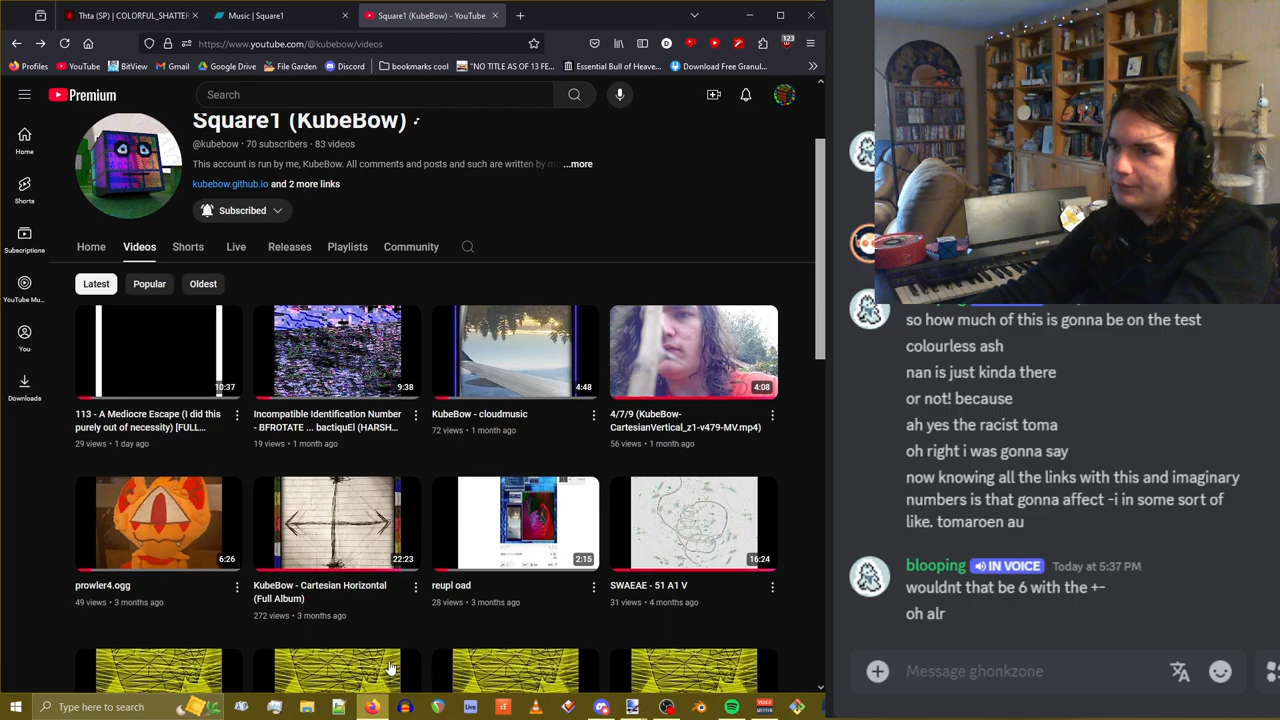 Thta (SP) | COLORFUL_SHATTER
Music | Square1
Square1 (KubeBow) - YouTube
https://www.youtube.com/@kubebow/videos
123
Profiles
YouTube
BitView
Gmail
Google Drive
File Garden
Discord
bookmarks cool
"NO TITLE AS OF 13 FE...
Essential Bull of Heave...
Download Free Granul...
Premium
Search
Home
Shorts
Subscriptions
YouTube Mu...
You
Downloads
Square1 (KubeBow)
@kubebow · 70 subscribers · 83 videos
This account is run by me, KubeBow. All comments and posts and such are written by me ...more
kubebow.github.io and 2 more links
Subscribed
Home Videos Shorts Live Releases Playlists Community
Latest Popular Oldest
10:37
9:38
4:48
4:08
113 - A Mediocre Escape (I did this
purely out of necessity) [FULL...
29 views • 1 day ago
Incompatible Identification Number
- BFROTATE ... bactiquEl (HARSH...
19 views • 1 month ago
KubeBow - cloudmusic
72 views • 1 month ago
4/7/9 (KubeBow-
CartesianVertical_z1-v479-MV.mp4)
56 views • 1 month ago
6:26
22:23
2:15
16:24
prowler4.ogg
49 views • 3 months ago
KubeBow - Cartesian Horizontal
(Full Album)
272 views • 3 months ago
reupl oad
28 views • 3 months ago
SWAEAE - 51 A1 V
31 views • 4 months ago
Type here to search
so how much of this is gonna be on the test
colourless ash
nan is just kinda there
or not! because
ah yes the racist toma
oh right i was gonna say
now knowing all the links with this and imaginary
numbers is that gonna affect -i in some sort of
like. tomaroen au
blooping IN VOICE Today at 5:37 PM
wouldnt that be 6 with the +-
oh alr
Message ghonkzone